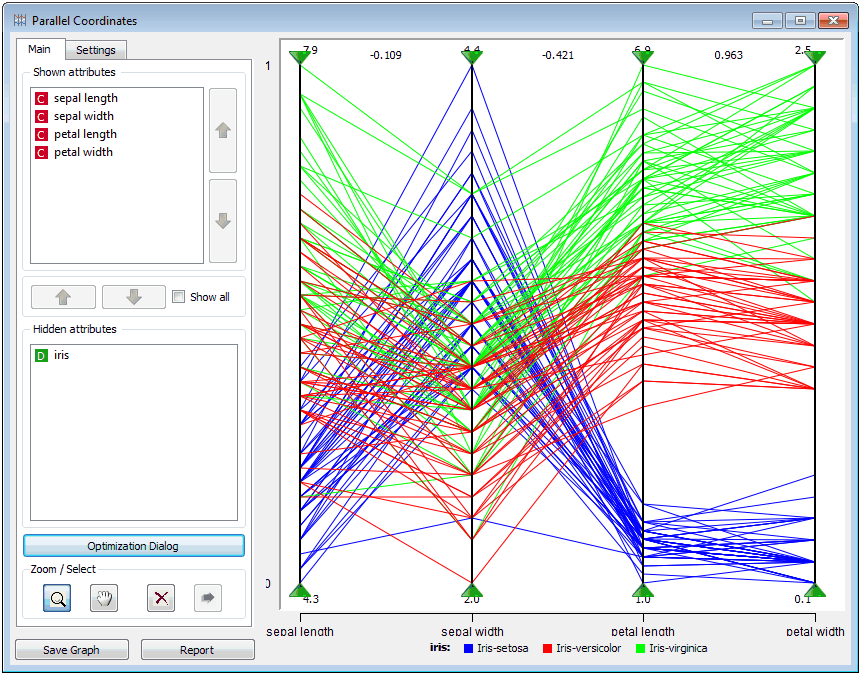 Parallel Coordinates
Main Settings
Shown attributes
C sepal length
C sepal width
C petal length
C petal width
Show all
Hidden attributes
D iris
Optimization Dialog
Zoom / Select
Save Graph Report
7.9 -0.109 4.4 -0.421 6.9 0.963 2.5
1
0
4.3 2.0 1.0 0.1
sepal length sepal width petal length petal width
iris: Iris-setosa Iris-versicolor Iris-virginica